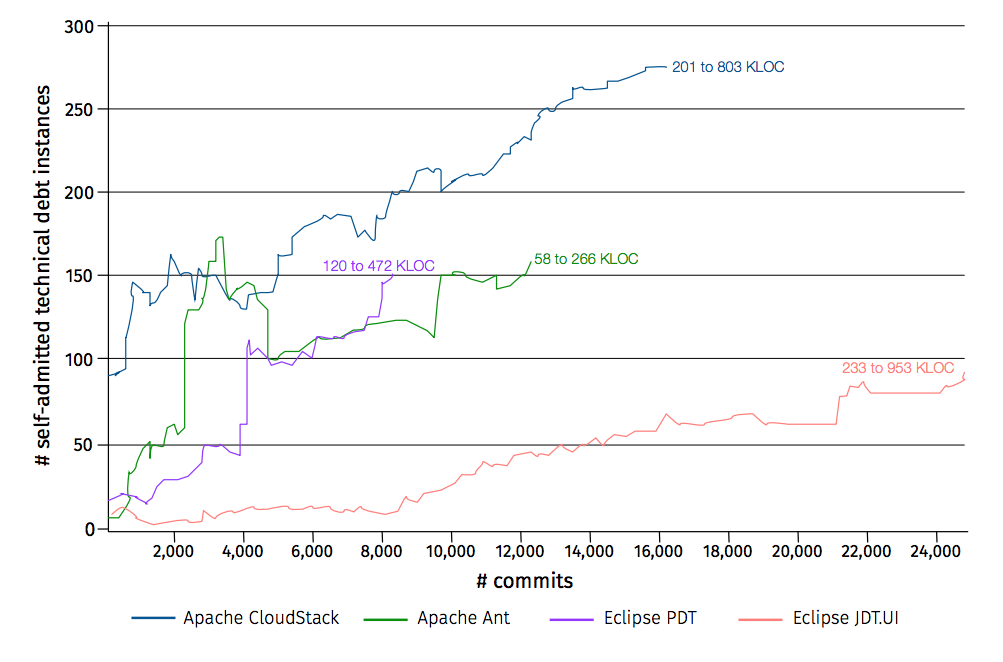 300
201 to 803 KLOC
250
200
# self-admitted technical debt instances
120 to 472 KLOC
58 to 266 KLOC
150
100
233 to 953 KLOC
50
0
2,000 4,000 6,000 8,000 10,000 12,000 14,000 16,000 18,000 20,000 22,000 24,000
# commits
Apache CloudStack Apache Ant Eclipse PDT Eclipse JDT.UI